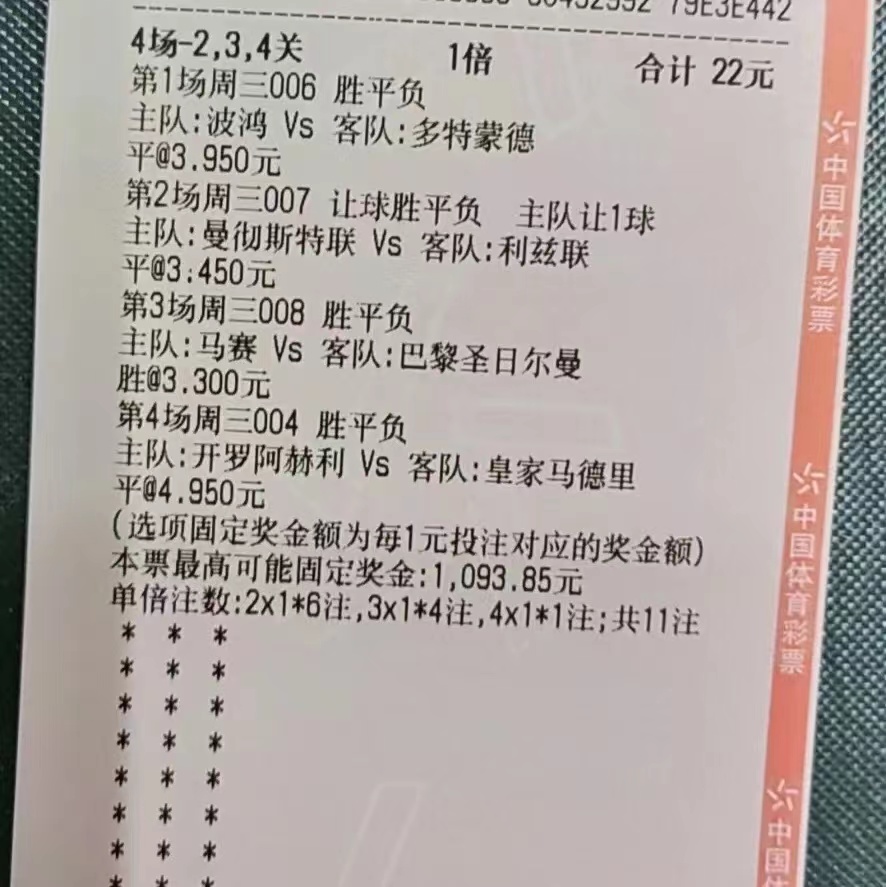 79E3E442
4场-2,3,4关 1倍 合计 22元
第1场周三006 胜平负
主队:波鸿 Vs 客队:多特蒙德
平@3.950元
第2场周三007 让球胜平负 主队让1球
主队:曼彻斯特联 Vs 客队:利兹联
平@3.450元
第3场周三008 胜平负
主队:马赛 Vs 客队:巴黎圣日尔曼
胜@3.300元
第4场周三004 胜平负
主队:开罗阿赫利 Vs 客队:皇家马德里
平@4.950元
(选项固定奖金额为每1元投注对应的奖金额)
本票最高可能固定奖金:1,093.85元
单倍注数:2x1*6注,3x1*4注,4x1*1注;共11注
* * *
* * *
* * *
* * *
* * *
* * *
* * *
* * *
中国体育彩票
中国体育彩票
中国体